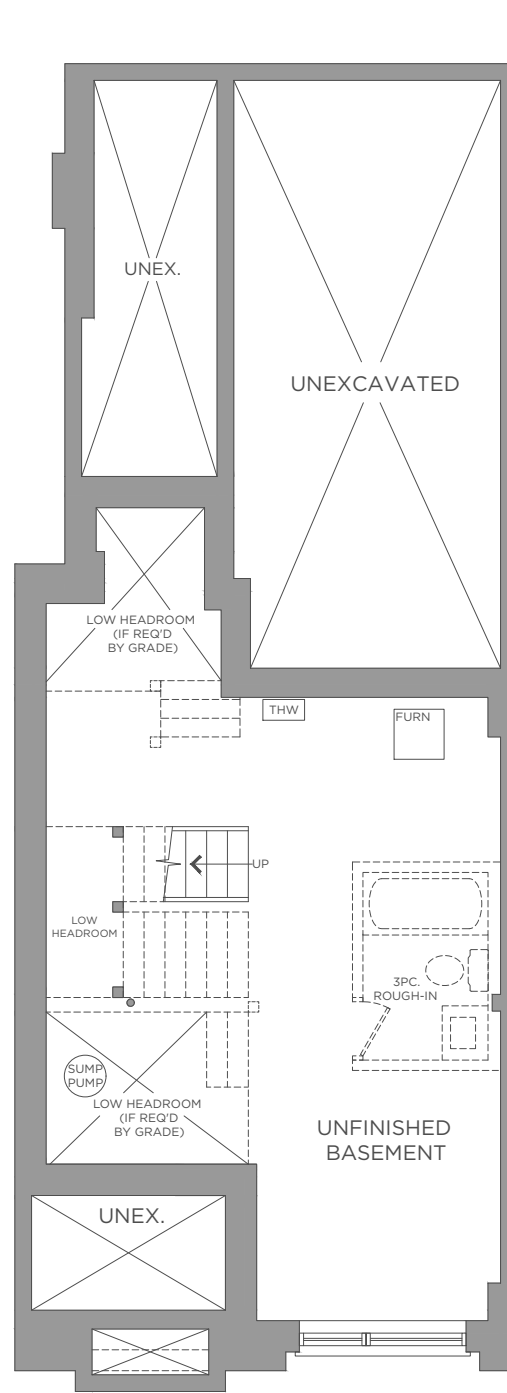 UNEX.
UNEXCAVATED
LOW HEADROOM
(IF REQ'D
BY GRADE)
THW
FURN
UP
LOW
HEADROOM
3PC.
ROUGH-IN
SUMP
PUMP
LOW HEADROOM
(IF REQ'D
BY GRADE)
UNFINISHED
BASEMENT
UNEX.